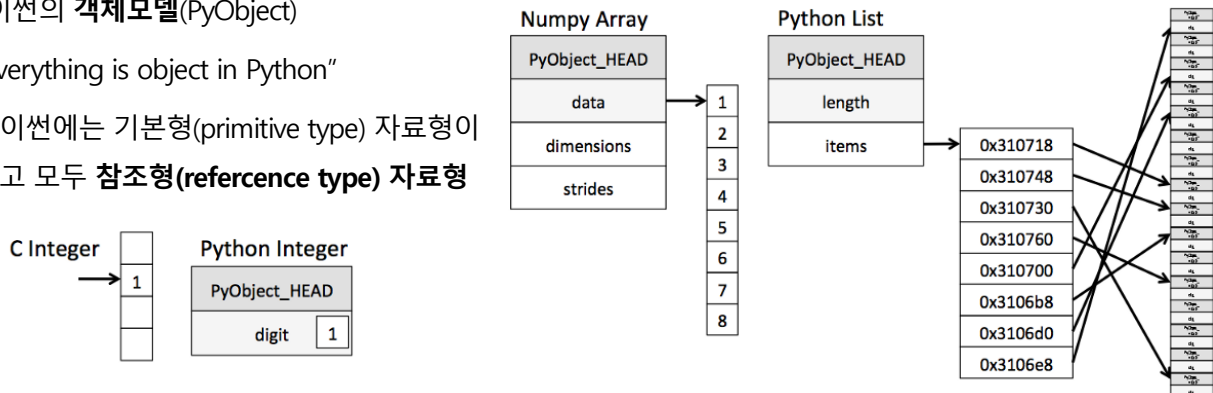 이썬의 객체모델(PyObject)
verything is object in Python"
이썬에는 기본형(primitive type) 자료형이
고 모두 참조형(refercence type) 자료형
C Integer
1
Python Integer
PyObject_HEAD
digit 1
Numpy Array
PyObject_HEAD
data
dimensions
strides
1
2
3
4
5
6
7
8
Python List
PyObject_HEAD
length
items
0x310718
0x310748
0x310730
0x310760
0x310700
0x3106b8
0x3106d0
0x3106e8